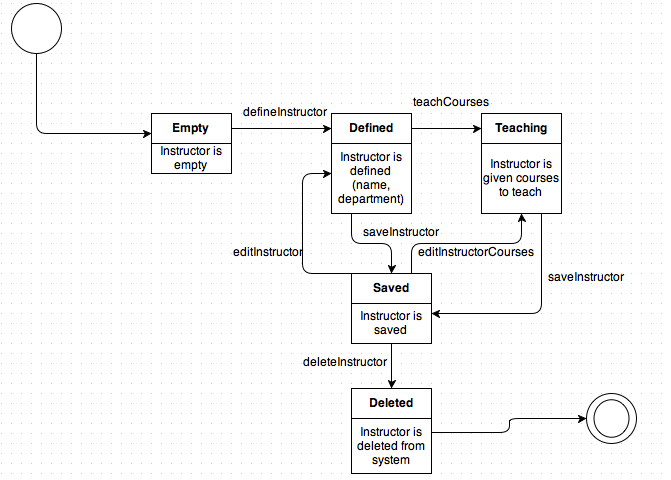 teachCourses
defineInstructor
Empty
Instructor is
empty
Defined
Instructor is
defined
(name,
department)
Teaching
Instructor is
given courses
to teach
saveInstructor
editInstructor
editInstructorCourses
saveInstructor
Saved
Instructor is
saved
deleteInstructor
Deleted
Instructor is
deleted from
system